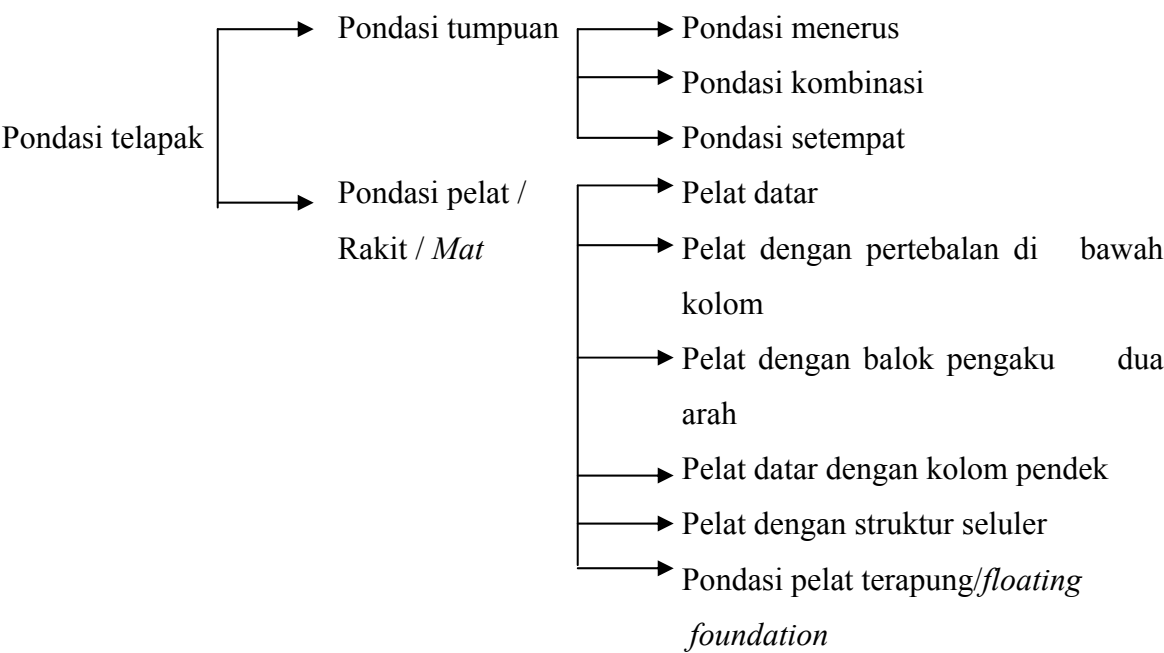 Pondasi telapak
Pondasi tumpuan
Pondasi menerus
Pondasi kombinasi
Pondasi setempat
Pondasi pelat /
Rakit / Mat
Pelat datar
Pelat dengan pertebalan di bawah
kolom
Pelat dengan balok pengaku dua
arah
Pelat datar dengan kolom pendek
Pelat dengan struktur seluler
Pondasi pelat terapung/floating
foundation